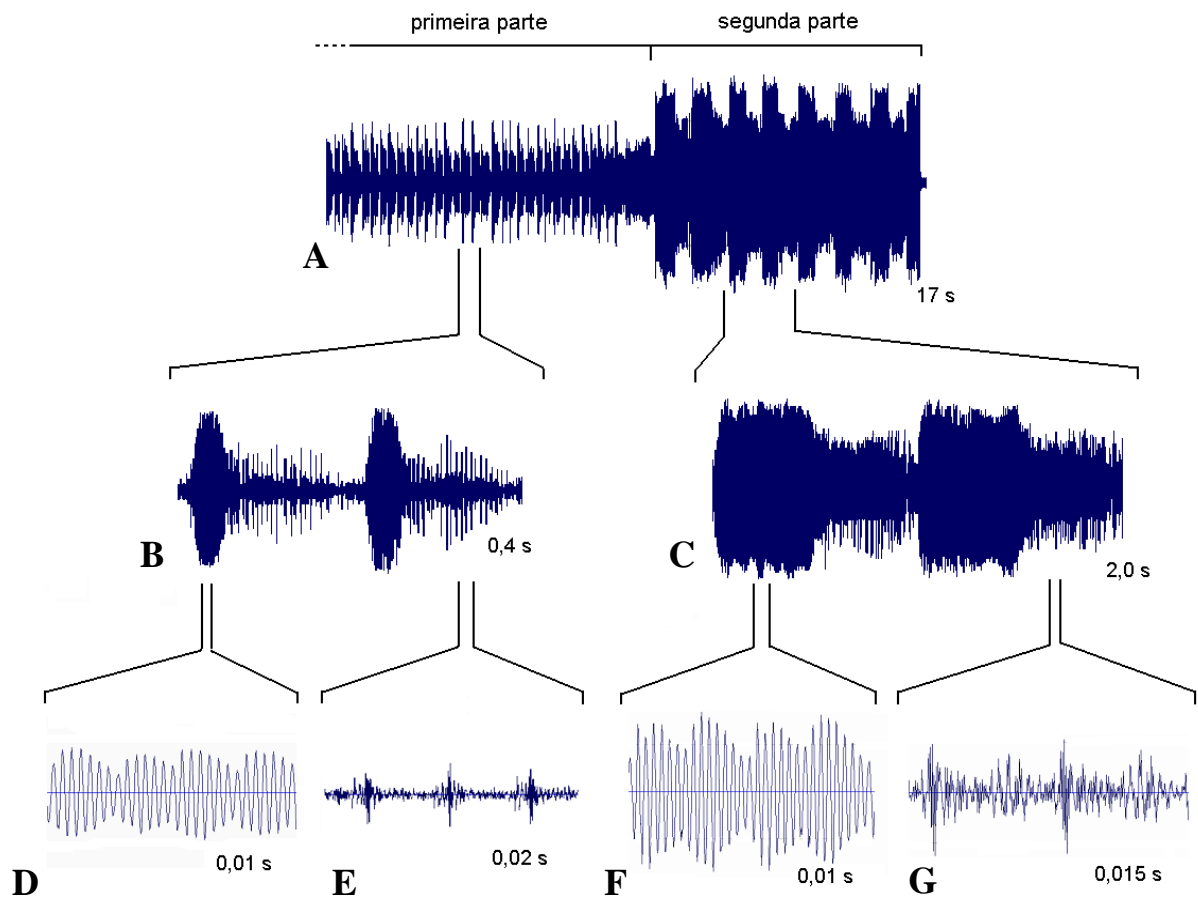 primeira parte
segunda parte
A
17 s
B
0,4 s
C
2,0 s
D
0,01 s
E
0,02 s
F
0,01 s
G
0,015 s